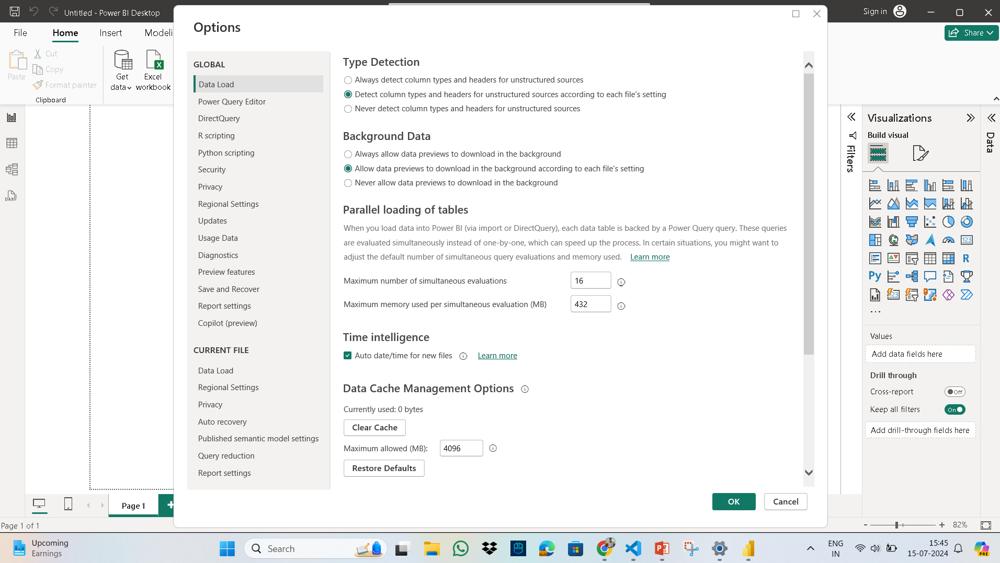 Untitled - Power BI Desktop
Sign in
File
Home
Insert
Modeli
Share
Paste
Cut
Copy
Format painter
Clipboard
Get data
Excel workbook
Options
GLOBAL
Data Load
Power Query Editor
DirectQuery
R scripting
Python scripting
Security
Privacy
Regional Settings
Updates
Usage Data
Diagnostics
Preview features
Save and Recover
Report settings
Copilot (preview)
CURRENT FILE
Data Load
Regional Settings
Privacy
Auto recovery
Published semantic model settings
Query reduction
Report settings
Type Detection
Always detect column types and headers for unstructured sources
Detect column types and headers for unstructured sources according to each file's setting
Never detect column types and headers for unstructured sources
Background Data
Always allow data previews to download in the background
Allow data previews to download in the background according to each file's setting
Never allow data previews to download in the background
Parallel loading of tables
When you load data into Power BI (via import or DirectQuery), each data table is backed by a Power Query query. These queries
are evaluated simultaneously instead of one-by-one, which can speed up the process. In certain situations, you might want to
adjust the default number of simultaneous query evaluations and memory used. Learn more
Maximum number of simultaneous evaluations 16
Maximum memory used per simultaneous evaluation (MB) 432
Time intelligence
Auto date/time for new files Learn more
Data Cache Management Options
Currently used: 0 bytes
Clear Cache
Maximum allowed (MB): 4096
Restore Defaults
OK
Cancel
Filters
Visualizations
Build visual
123
R
Py
123
Values
Add data fields here
Drill through
Cross-report Off
Keep all filters On
Add drill-through fields here
Data
DAX
Page 1
Page 1 of 1
82%
Upcoming
Earnings
Search
ENG
IN
15:45
15-07-2024
PRE